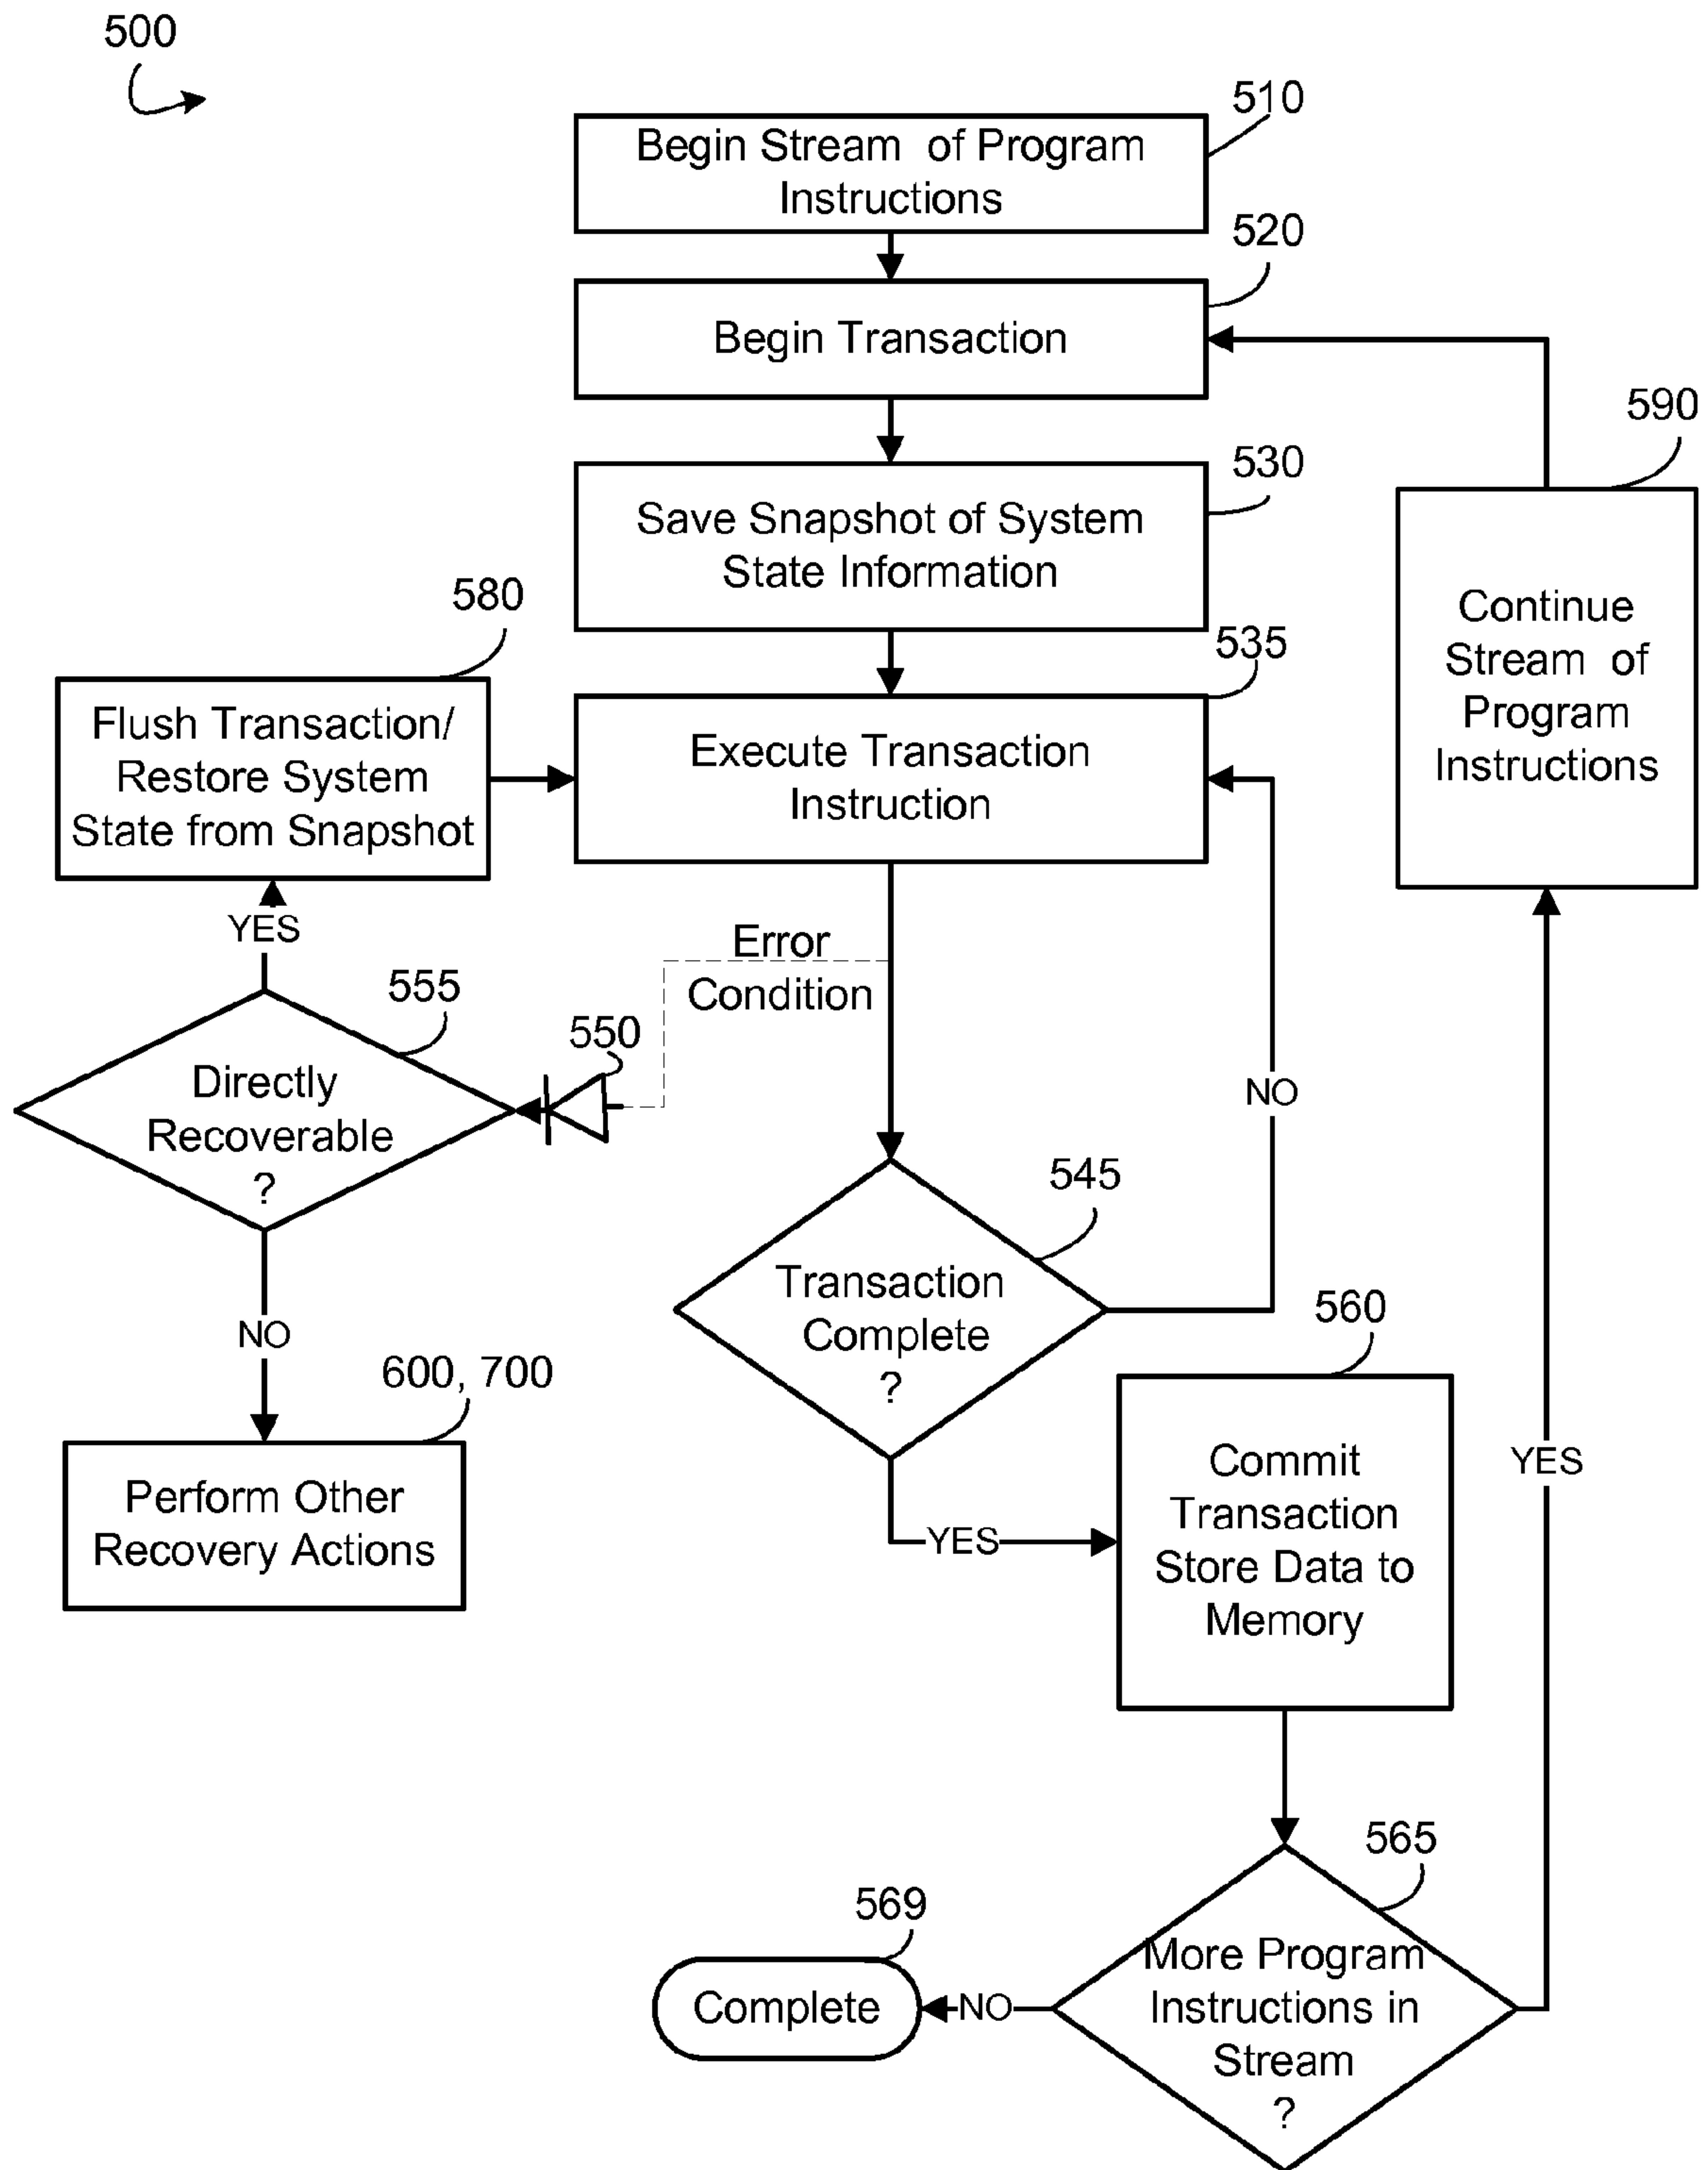 500
510
Begin Stream of Program
Instructions
520
Begin Transaction
590
530
Save Snapshot of System
State Information
Continue
Stream of
Program
Instructions
580
535
Flush Transaction/
Restore System
State from Snapshot
Execute Transaction
Instruction
YES
Error
Condition
555
550
Directly
Recoverable
?
NO
545
Transaction
Complete
?
NO
600, 700
Perform Other
Recovery Actions
560
YES
Commit
Transaction
Store Data to
Memory
YES
565
569
Complete
NO
More Program
Instructions in
Stream
?